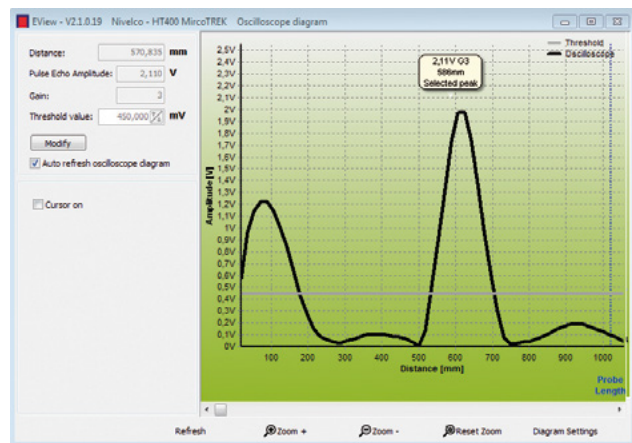 EView - V2.1.0.19 Nivelco - HT400 MircoTREK Oscilloscope diagram
Distance: 570,835 mm
Pulse Echo Amplitude: 2,110 V
Gain: 3
Threshold value: 450,000 mV
Modify
Auto refresh oscilloscope diagram
Cursor on
Threshold
Oscilloscope
2,11V G3
586mm
Selected peak
Amplitude [V]
2,5V
2,4V
2,3V
2,2V
2,1V
2V
1,9V
1,8V
1,7V
1,6V
1,5V
1,4V
1,3V
1,2V
1,1V
1V
0,9V
0,8V
0,7V
0,6V
0,5V
0,4V
0,3V
0,2V
0,1V
0V
100 200 300 400 500 600 700 800 900 1000
Distance [mm]
Probe
Length
Refresh Zoom + Zoom - Reset Zoom Diagram Settings